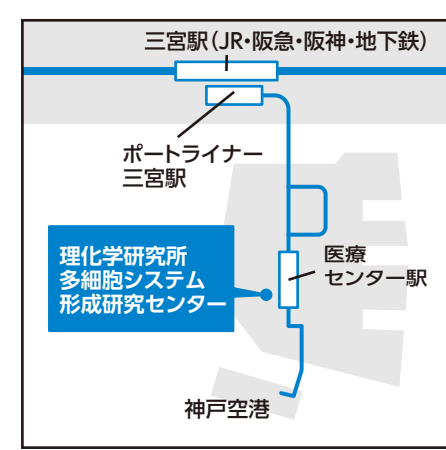 三宮駅（JR・阪急・阪神・地下鉄）
ポートライナー
三宮駅
理化学研究所
多細胞システム
形成研究センター
医療
センター駅
神戸空港